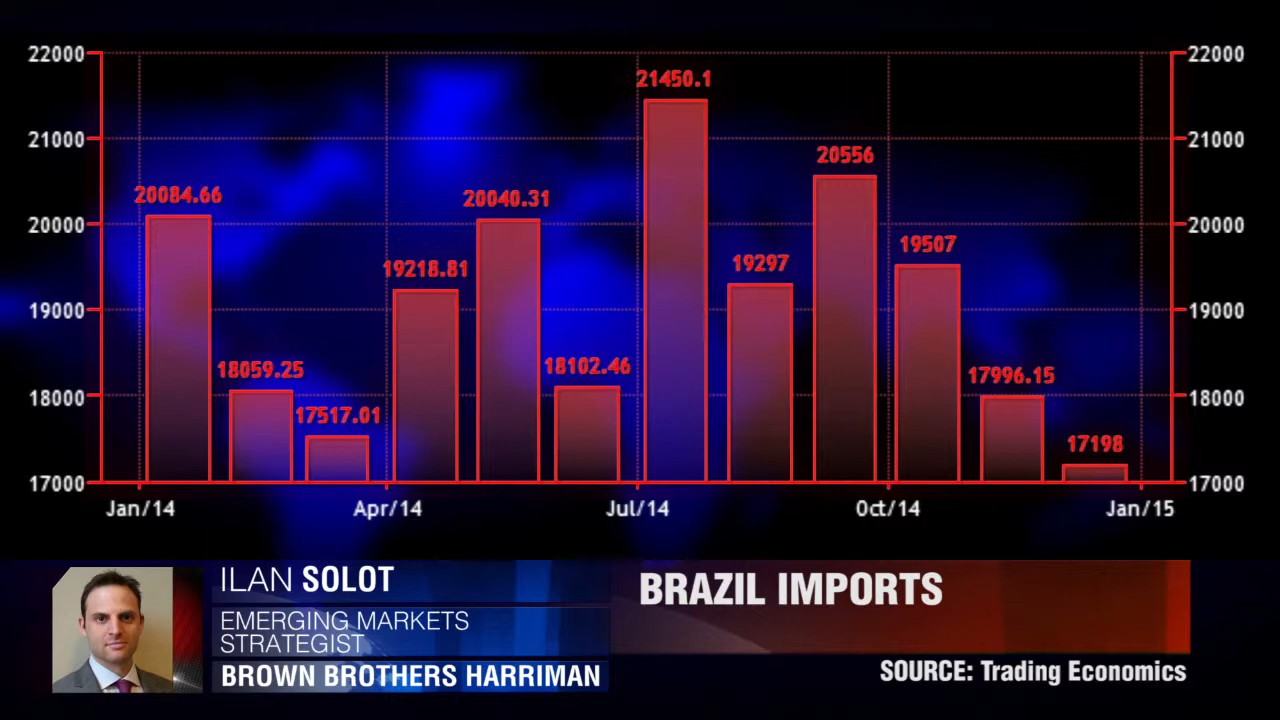 22000
22000
21450.1
21000
21000
20556
20084.66
20040.31
20000
20000
19507
19218.81
19297
19000
19000
18059.25
18102.46
17996.15
18000
18000
17517.01
17198
17000
17000
Jan/14
Apr/14
Jul/14
Oct/14
Jan/15
ILAN SOLOT
EMERGING MARKETS
STRATEGIST
BROWN BROTHERS HARRIMAN
BRAZIL IMPORTS
SOURCE: Trading Economics